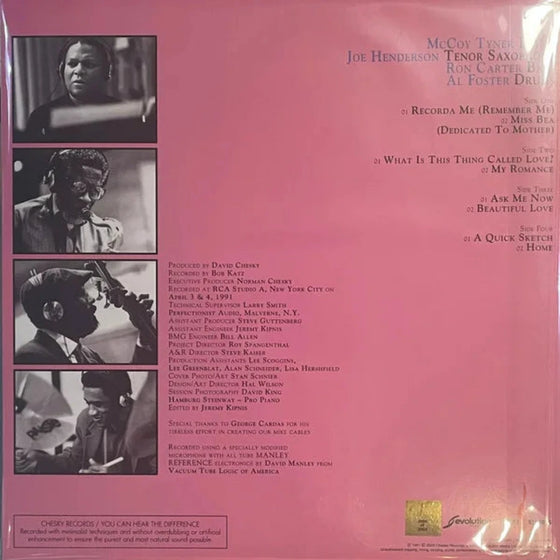 McCoy Tyner
Joe Henderson Tenor
Ron Carter
Al Foster
Side One
01 Recorda Me (Remember Me)
02 Miss Bea
(Dedicated To Mother)
Side Two
01 What Is This Thing Called Love?
02 My Romance
Side Three
01 Ask Me Now
02 Beautiful Love
Side Four
01 A Quick Sketch
02 Home
Produced by David Chesky
Recorded by Bob Katz
Executive Producer Norman Chesky
Recorded at RCA Studio A, New York City on
April 3 & 4, 1991
Technical Supervisor Larry Smith
Perfectionist Audio, Malverne, N.Y.
Assistant Producer Steve Guttenberg
Assistant Engineer Jeremy Kipnis
BMG Engineer Bill Allen
Project Director Roy Spangenthal
A&R Director Steve Kaiser
Production Assistants Lee Scoggins,
Lee Greenblat, Alan Schneider, Lisa Hershfield
Cover Photo/Art Stan Schnier
Design/Art Director Hal Wilson
Session Photography David King
Hamburg Steinway – Pro Piano
Edited by Jeremy Kipnis
Special thanks to George Cardas for his
tireless effort in creating our mike cables
Recorded using a specially modified
microphone with all tube MANLEY
REFERENCE electronics by David Manley from
Vacuum Tube Logic of America
CHESKY RECORDS / YOU CAN HEAR THE DIFFERENCE
Recorded with minimalist techniques and without overdubbing or artificial
enhancement to ensure the purest and most natural sound possible.
evolution